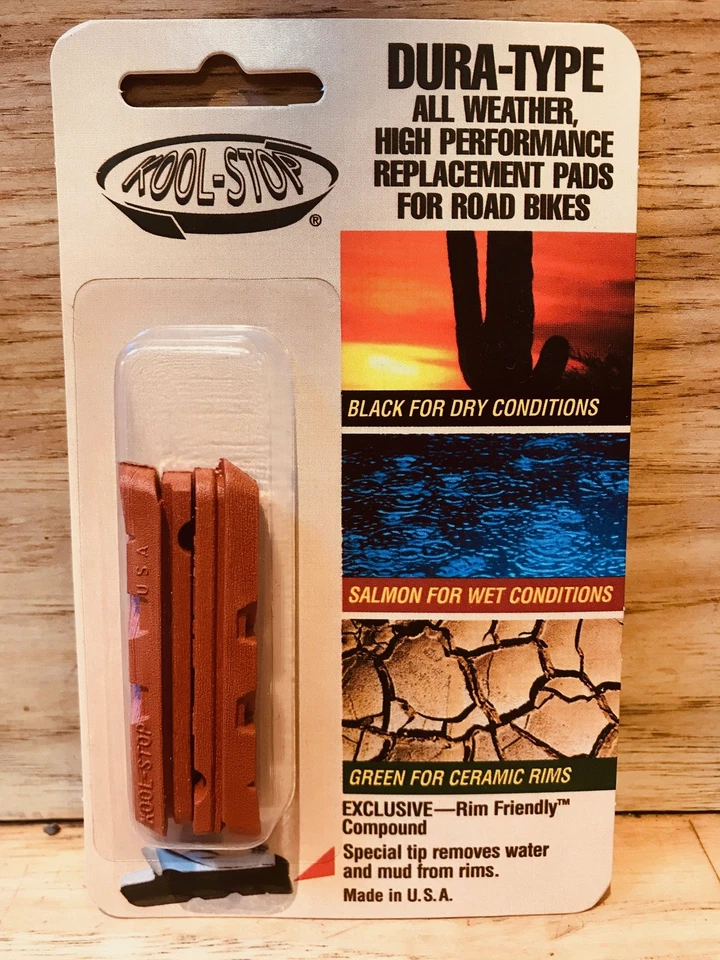 DURA-TYPE
ALL WEATHER,
HIGH PERFORMANCE
REPLACEMENT PADS
FOR ROAD BIKES
KOOL-STOP
®
BLACK FOR DRY CONDITIONS
SALMON FOR WET CONDITIONS
GREEN FOR CERAMIC RIMS
EXCLUSIVE—Rim Friendly™
Compound
Special tip removes water
and mud from rims.
Made in U.S.A.
KOOL-STOP
USA